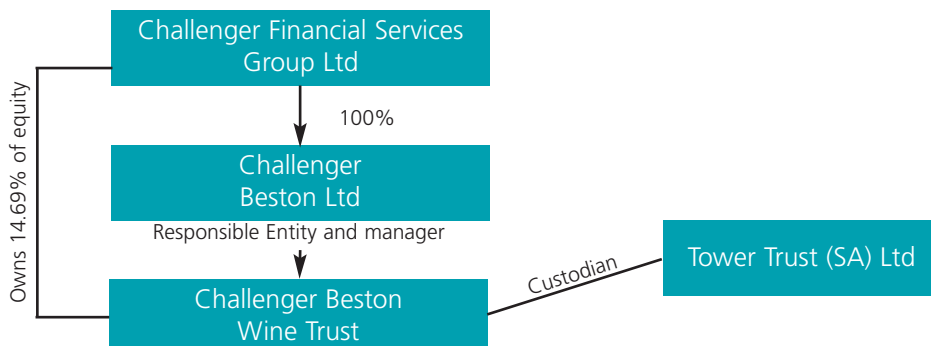 Challenger Financial Services
Group Ltd
Owns 14.69% of equity
100%
Challenger
Beston Ltd
Responsible Entity and manager
Tower Trust (SA) Ltd
Custodian
Challenger Beston
Wine Trust